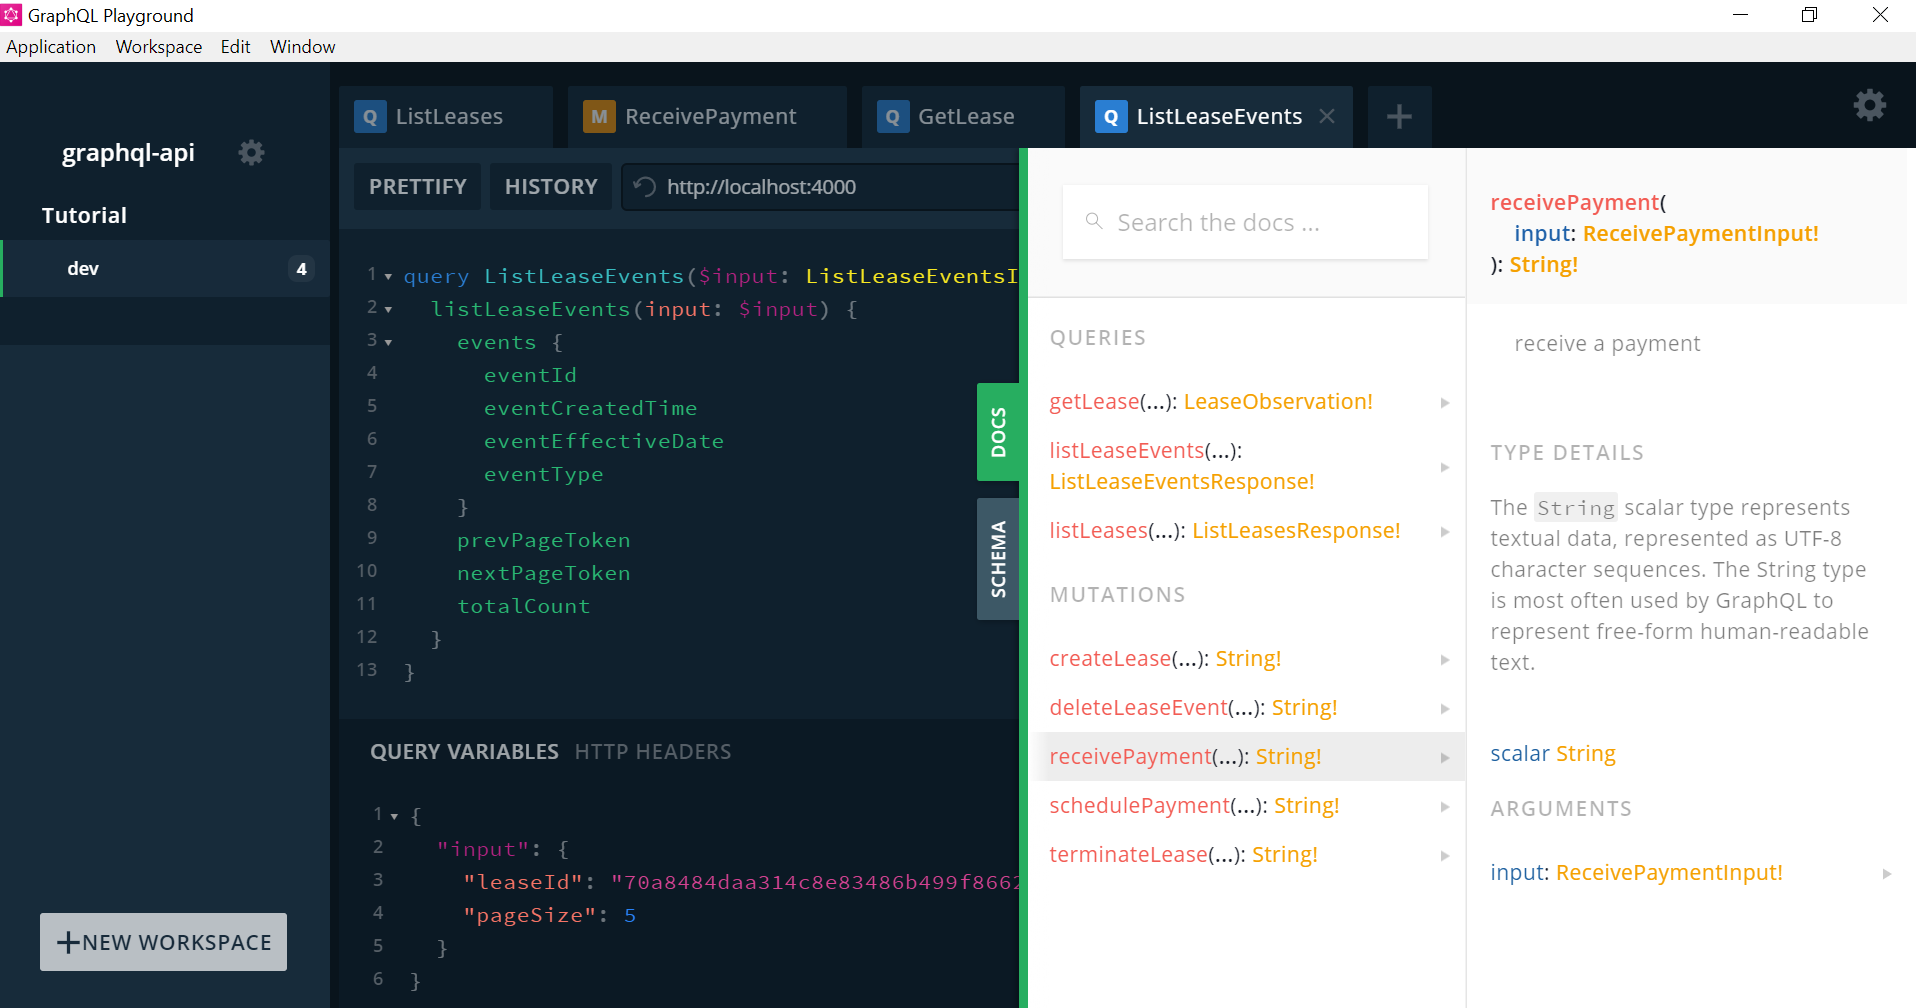 GraphQL Playground
Application Workspace Edit Window
graphql-api
Tutorial
dev 4
+NEW WORKSPACE
Q ListLeases
M ReceivePayment
Q GetLease
Q ListLeaseEvents
PRETTIFY HISTORY http://localhost:4000
1 query ListLeaseEvents($input: ListLeaseEventsI
2 listLeaseEvents(input: $input) {
3 events {
4 eventId
5 eventCreatedTime
6 eventEffectiveDate
7 eventType
8 }
9 prevPageToken
10 nextPageToken
11 totalCount
12 }
13 }
QUERY VARIABLES HTTP HEADERS
1 {
2 "input": {
3 "leaseId": "70a8484daa314c8e83486b499f8662
4 "pageSize": 5
5 }
6 }
DOCS
SCHEMA
Search the docs ...
QUERIES
getLease(...): LeaseObservation!
listLeaseEvents(...):
ListLeaseEventsResponse!
listLeases(...): ListLeasesResponse!
MUTATIONS
createLease(...): String!
deleteLeaseEvent(...): String!
receivePayment(...): String!
schedulePayment(...): String!
terminateLease(...): String!
receivePayment(
input: ReceivePaymentInput!
): String!
receive a payment
TYPE DETAILS
The String scalar type represents
textual data, represented as UTF-8
character sequences. The String type
is most often used by GraphQL to
represent free-form human-readable
text.
scalar String
ARGUMENTS
input: ReceivePaymentInput!